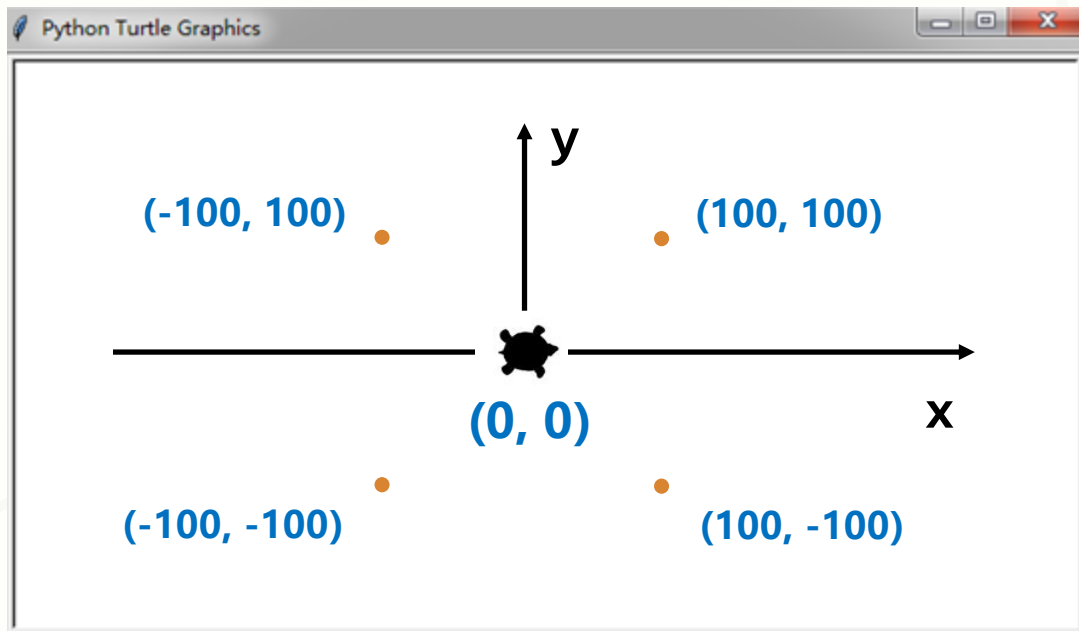 Python Turtle Graphics
y
(-100, 100)
(100, 100)
(0, 0)
x
(-100, -100)
(100, -100)